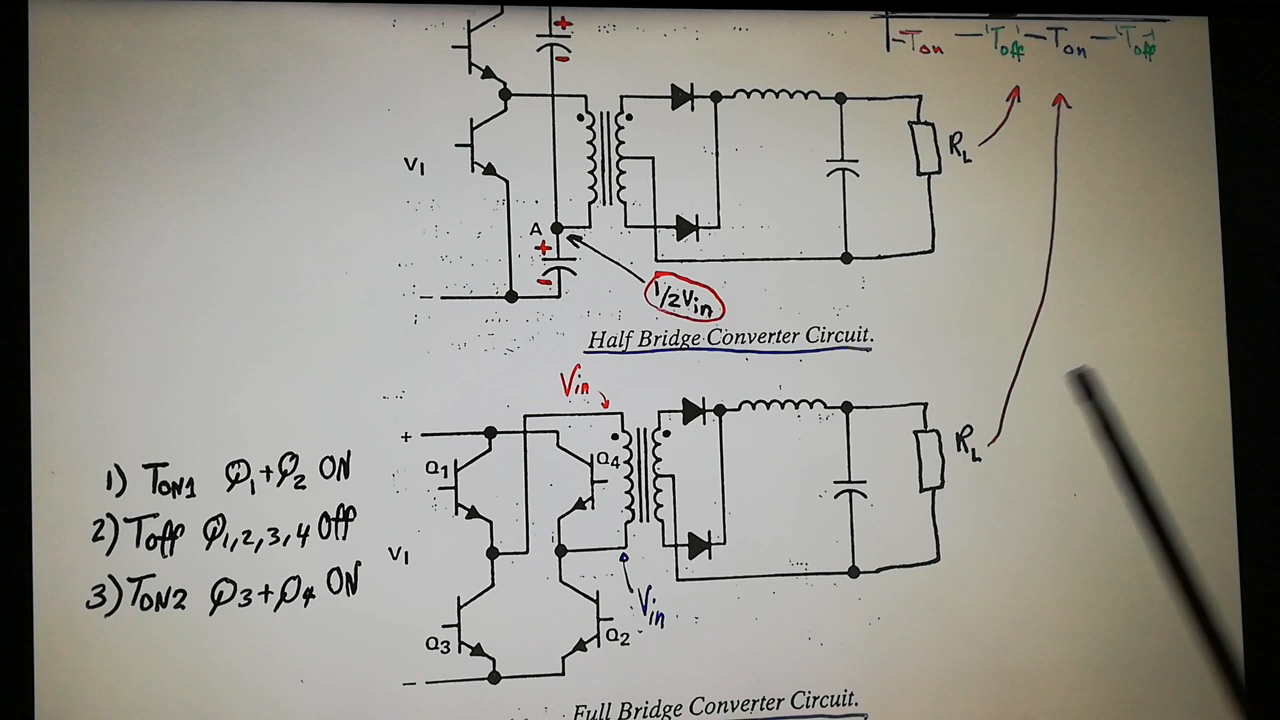 +
-
-Ton -'Toff'- Ton -'Toff'
RL
VI
A
+
-
1/2Vin
Half Bridge Converter Circuit.
Vin
+
Q1
Q4
RL
1) TON1 Q1+Q2 ON
2) Toff Q1,2,3,4 Off
3) TON2 Q3+Q4 ON
VI
Vin
Q3
Q2
Full Bridge Converter Circuit.